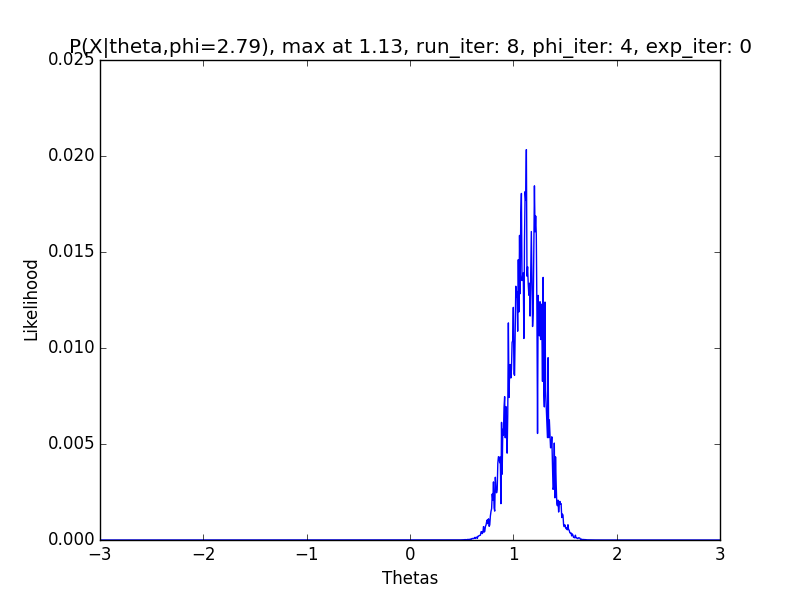 P(X|theta,phi=2.79), max at 1.13, run_iter: 8, phi_iter: 4, exp_iter: 0
0.025
0.020
0.015
0.010
0.005
0.000
Likelihood
−3 −2 −1 0 1 2 3
Thetas